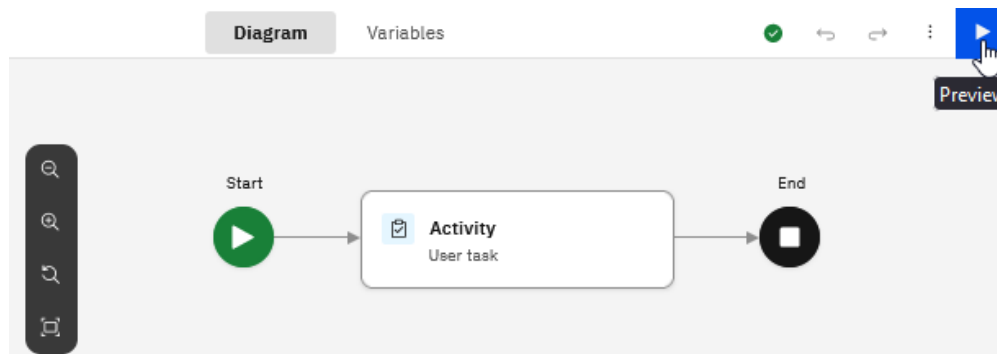 Diagram Variables
Preview
Start End
Activity
User task